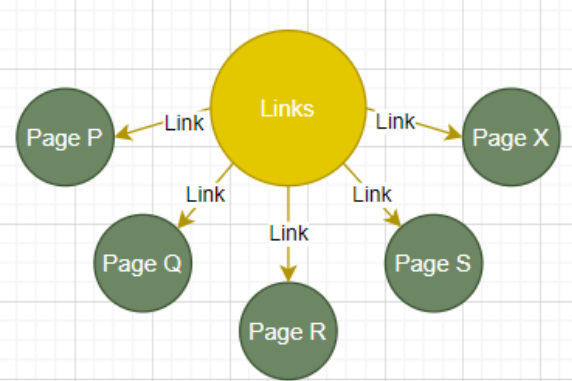 Links
Page P
Link
Link
Page X
Link
Link
Link
Page Q
Page S
Page R